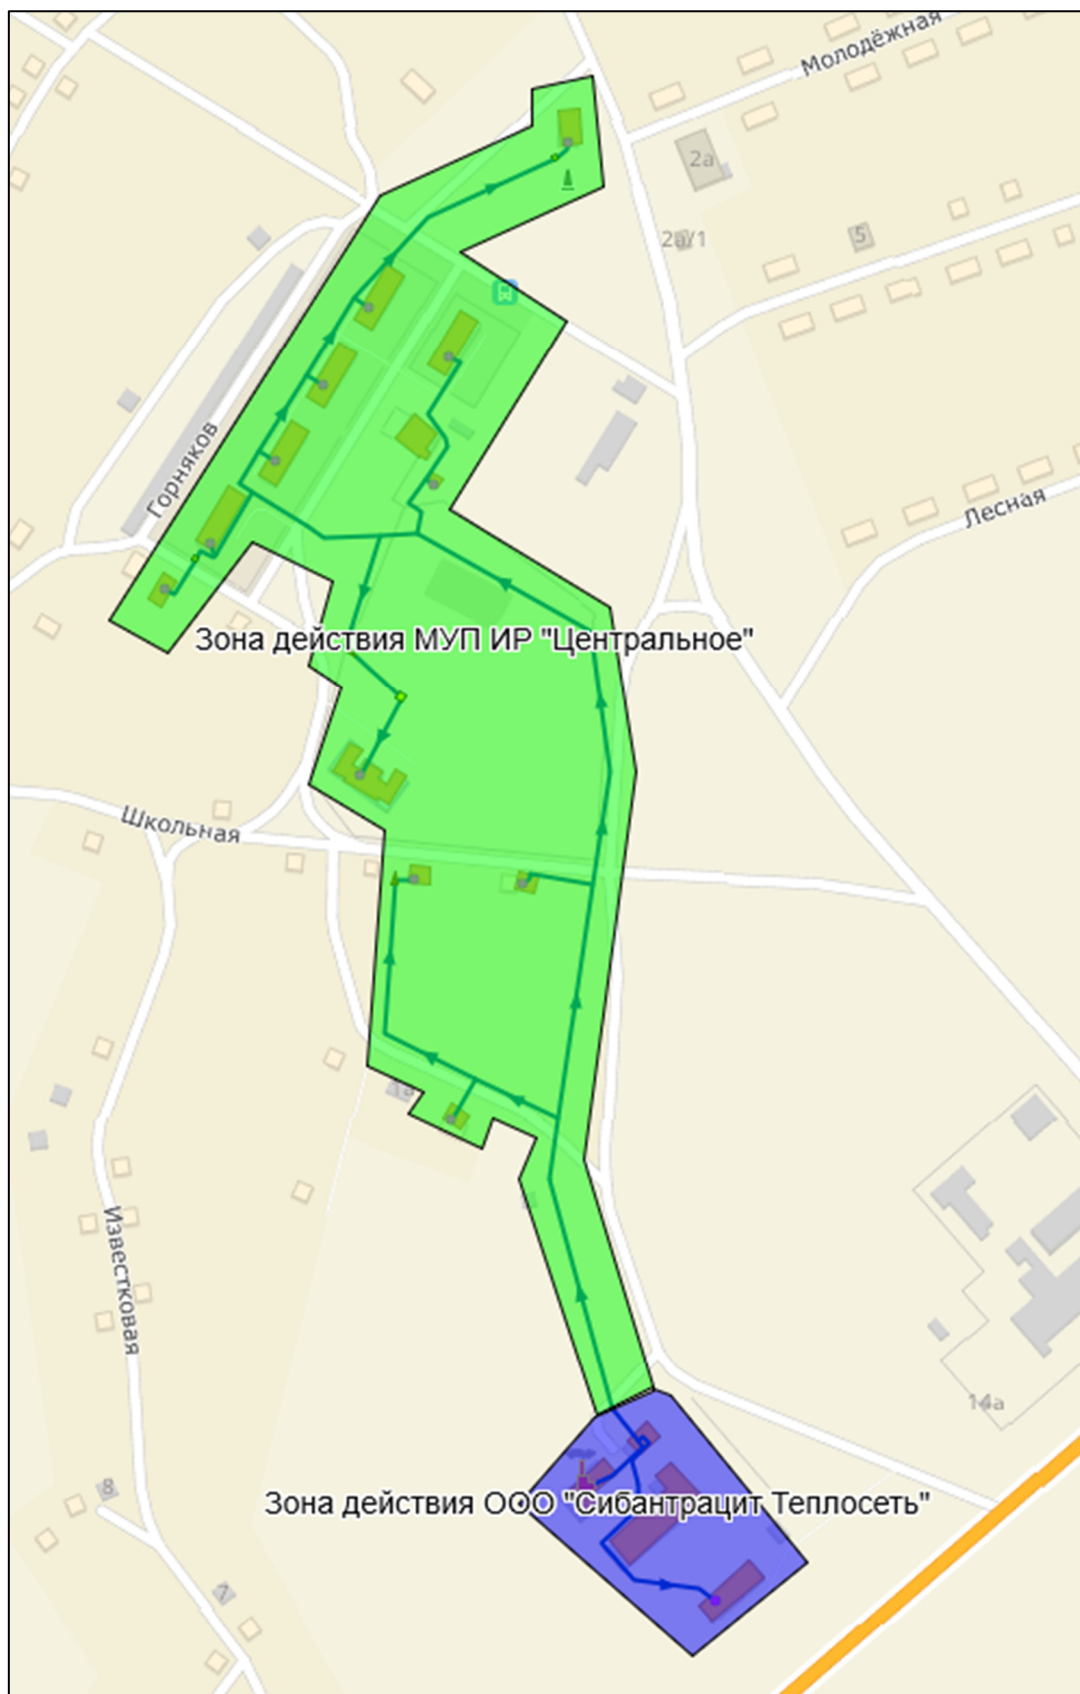 Молодёжная
2а
2а/1
5
Горняков
Лесная
Зона действия МУП ИР "Центральное"
Школьная
1а
Известковая
14а
8
Зона действия ООО "Сибантрацит Теплосеть"
7